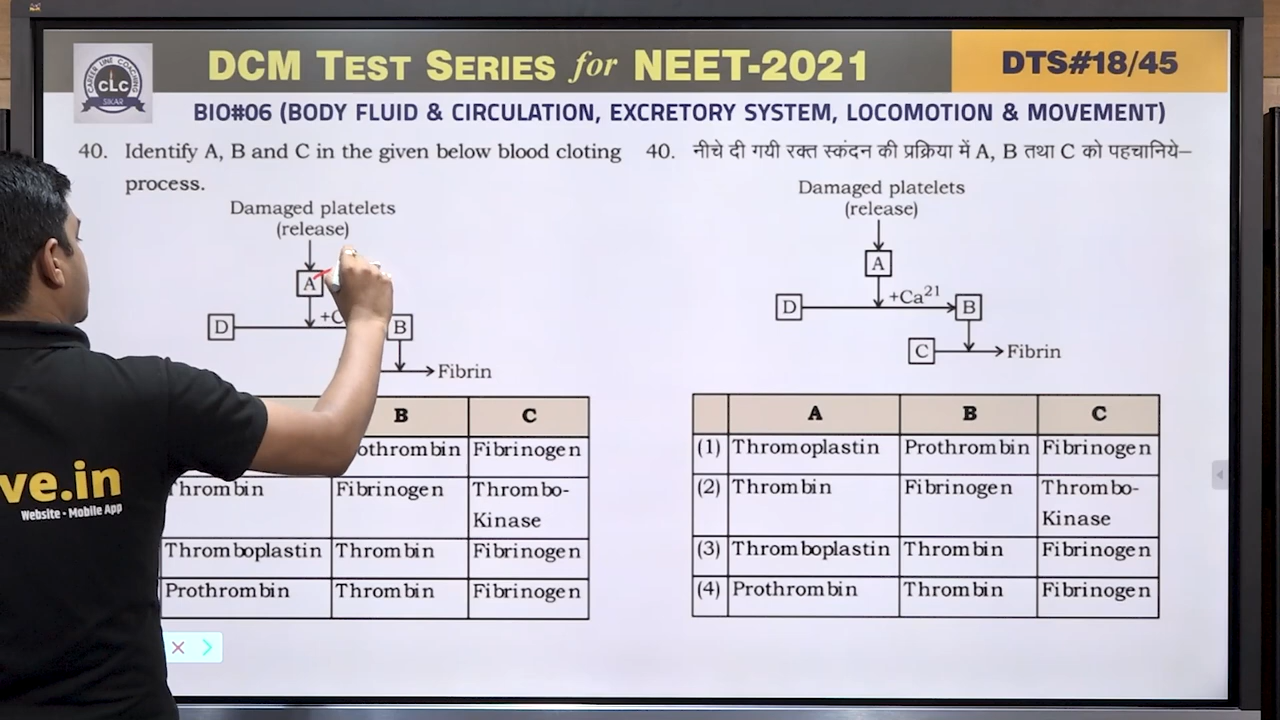 DCM TEST SERIES for NEET-2021
DTS#18/45
CAREER LINE COACHING
CLC
SIKAR
BIO#06 (BODY FLUID & CIRCULATION, EXCRETORY SYSTEM, LOCOMOTION & MOVEMENT)
40. Identify A, B and C in the given below blood cloting
process.
Damaged platelets
(release)
A
+C
D
B
Fibrin
B C
othrombin Fibrinogen
Thrombin Fibrinogen Thrombo-
Kinase
Thromboplastin Thrombin Fibrinogen
Prothrombin Thrombin Fibrinogen
40. नीचे दी गयी रक्त स्कंदन की प्रक्रिया में A, B तथा C को पहचानिये–
Damaged platelets
(release)
A
+Ca21
D B
C Fibrin
A B C
(1) Thromoplastin Prothrombin Fibrinogen
(2) Thrombin Fibrinogen Thrombo-
Kinase
(3) Thromboplastin Thrombin Fibrinogen
(4) Prothrombin Thrombin Fibrinogen
ve.in
Website - Mobile App